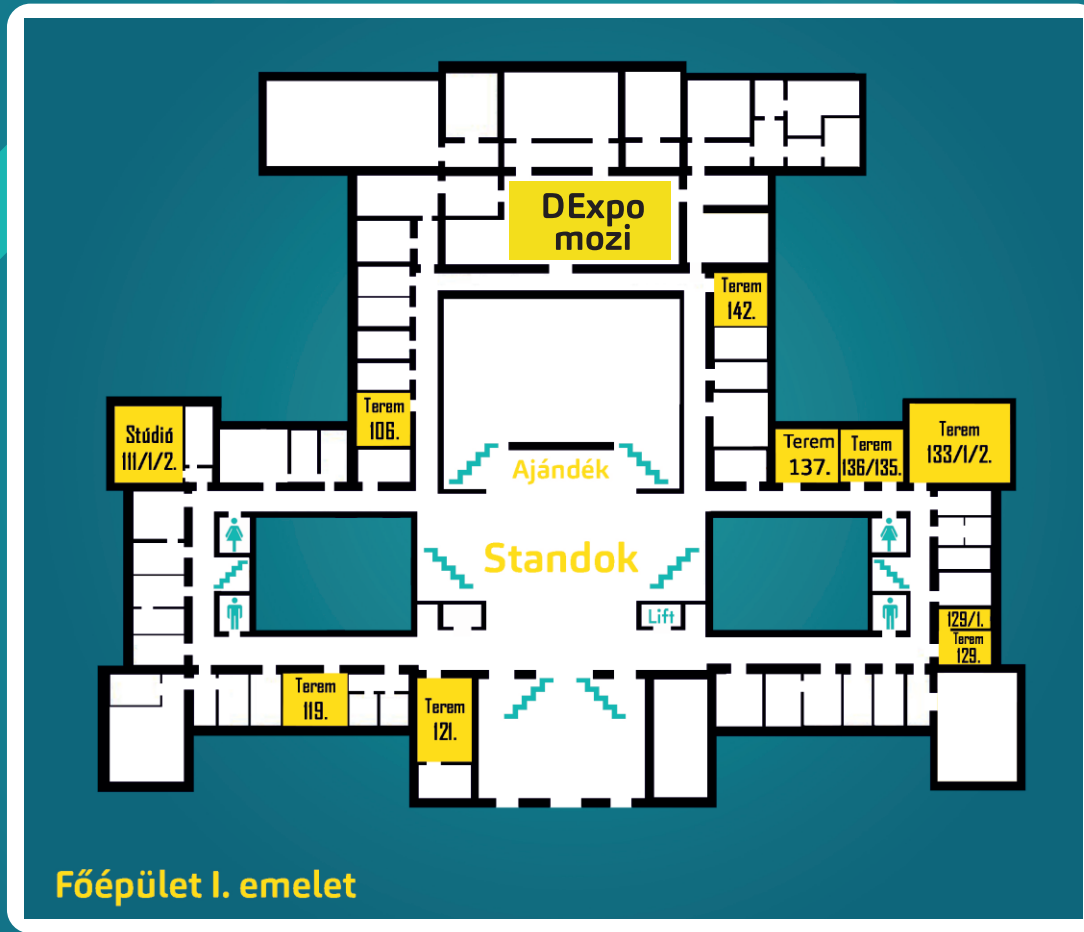 DExpo
mozi
Terem
142.
Terem
106.
Stúdió
111/1/2.
Terem
137.
Terem
136/135.
Terem
133/1/2.
Ajándék
Standok
Lift
129/1.
Terem
129.
Terem
119.
Terem
121.
Főépület I. emelet